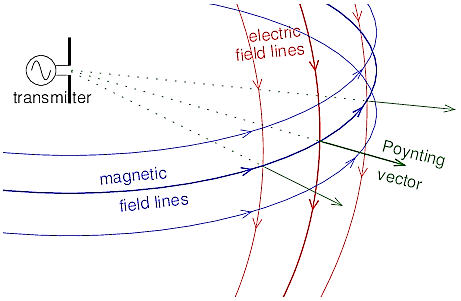 electric
field lines
transmitter
Poynting
vector
magnetic
field lines